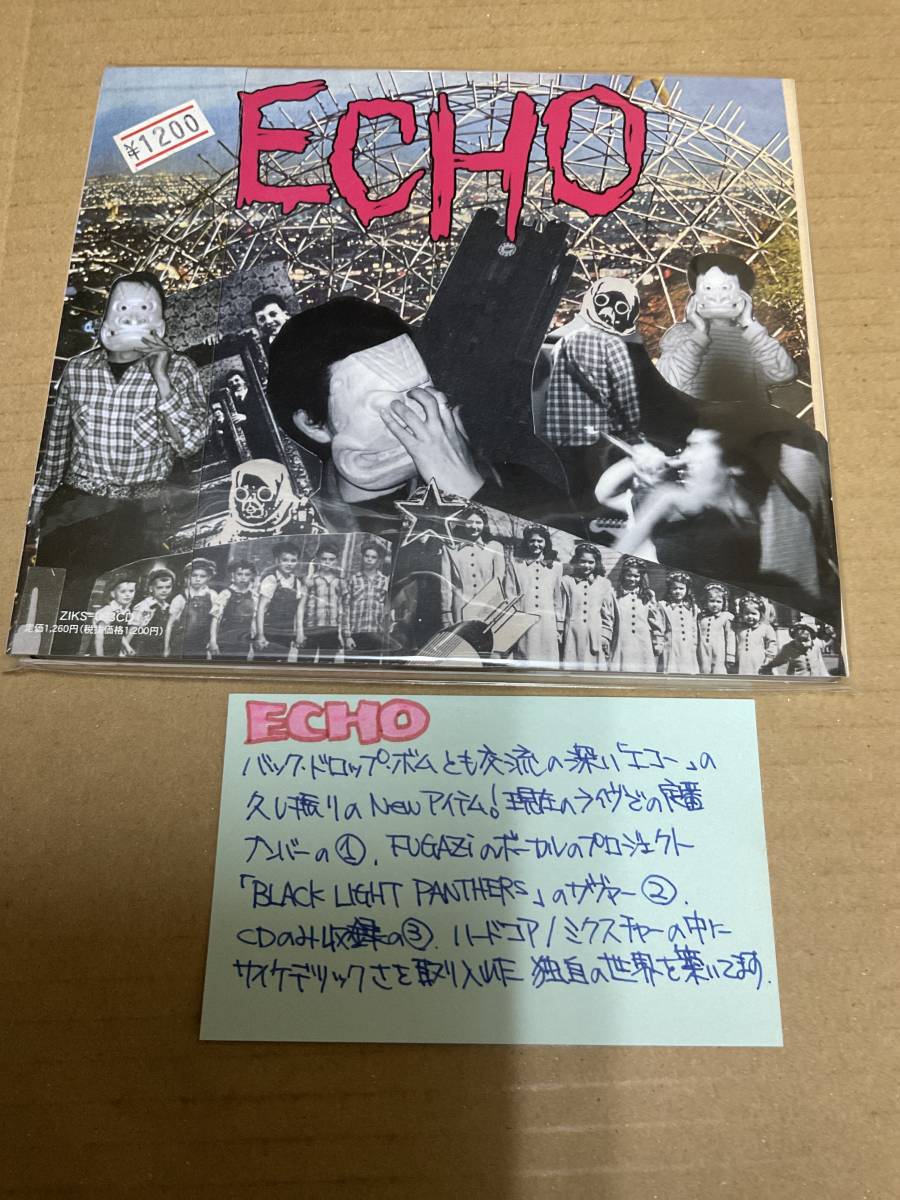 ECHO
¥1200
ZIKS-
定価1,260円(税抜価格1,200円)
ECHO
バック・ドロップ・ボムとも交流の深い「エコー」の
久し振りのNewアイテム!現在のライヴでの定番
ナンバーの①、FUGAZiのボーカルのプロジェクト
「BLACK LIGHT PANTHERS」のカヴァー②、
CDのみ収録の③、ハードコア/ミクスチャーの中に
サイケデリックさを取り入れた独自の世界を築いてます.